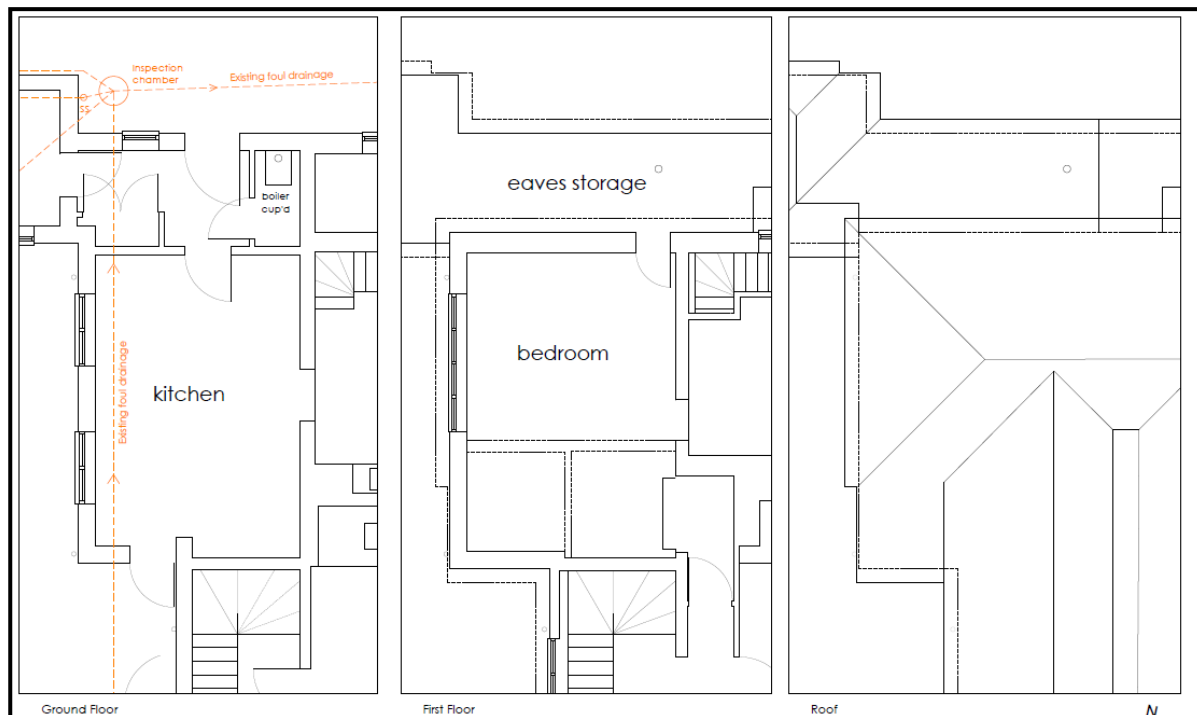 Inspection
chamber
Existing foul drainage
SS
boiler
cup'd
Existing foul drainage
kitchen
eaves storage
bedroom
Ground Floor
First Floor
Roof
N